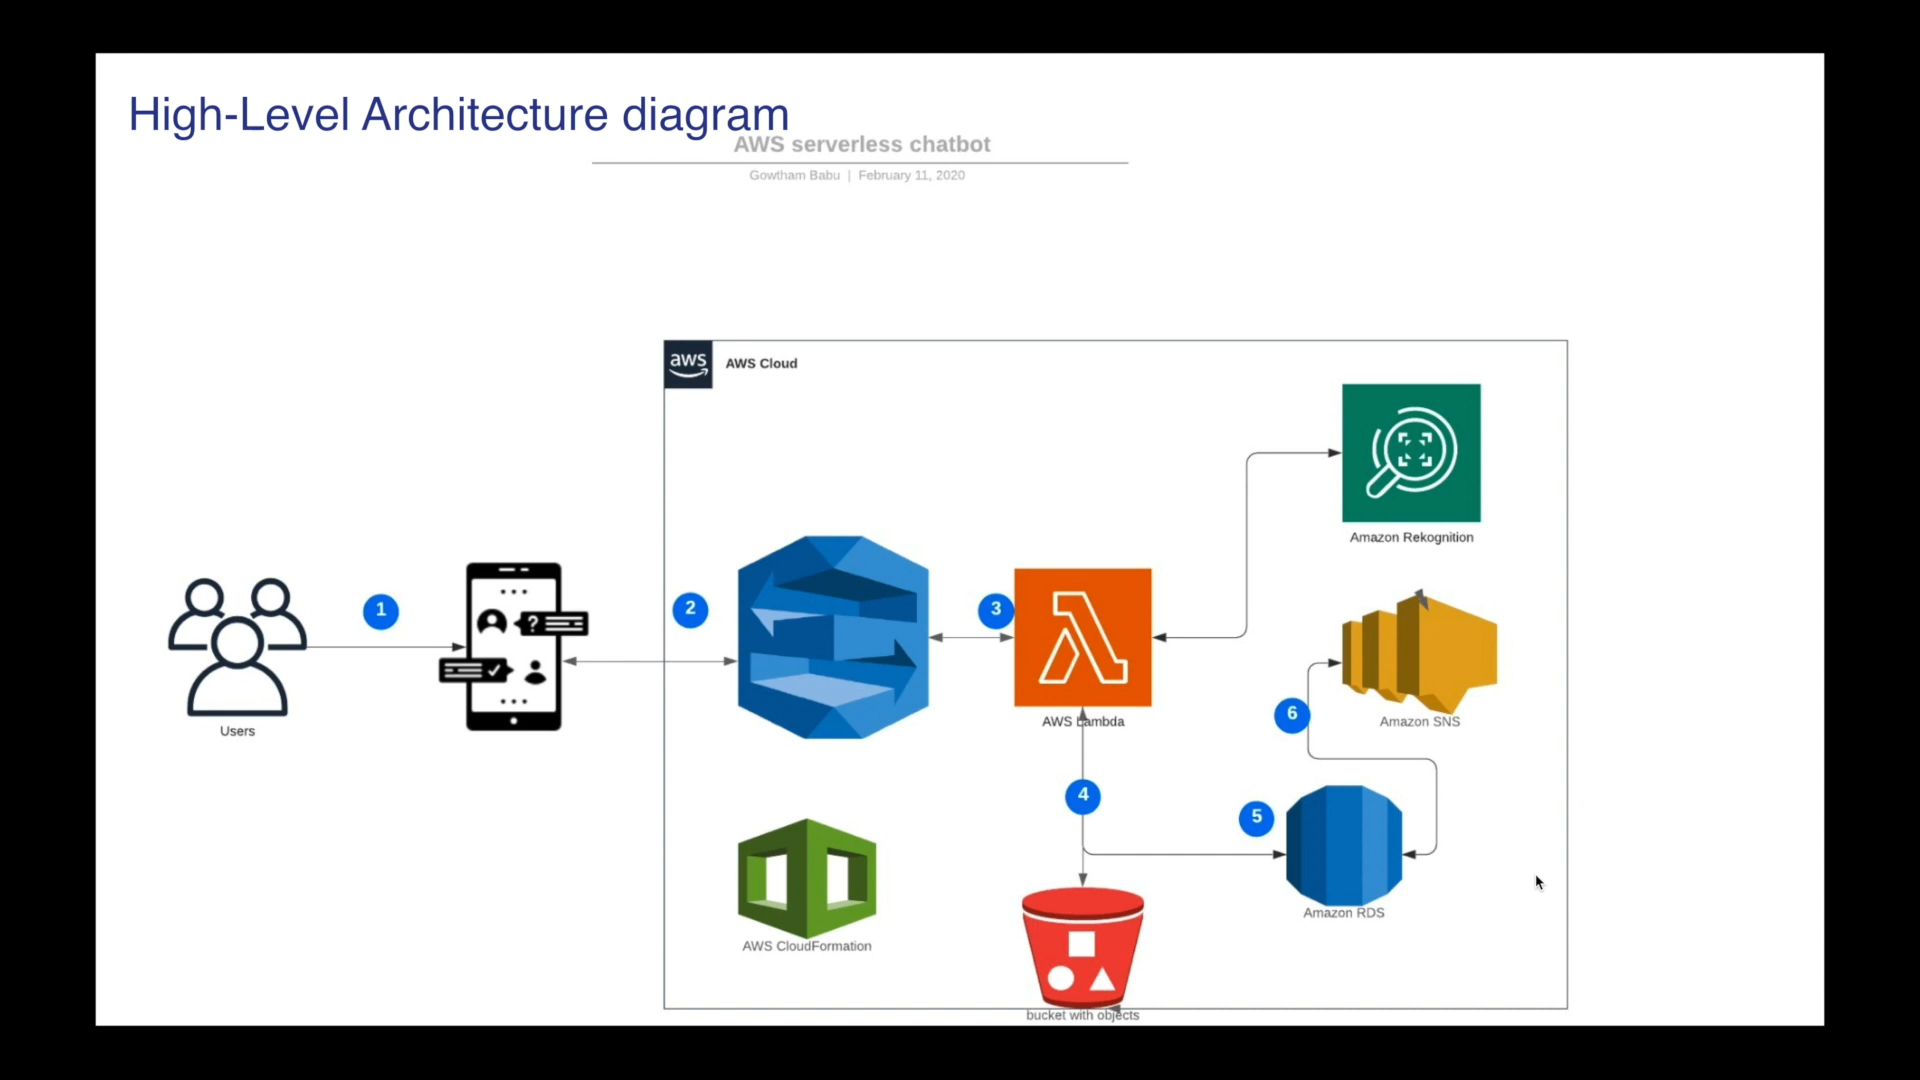 High-Level Architecture diagram
AWS serverless chatbot
Gowtham Babu | February 11, 2020
aws
AWS Cloud
Amazon Rekognition
1
2
3
?
Users
AWS Lambda
6
Amazon SNS
4
5
Amazon RDS
AWS CloudFormation
bucket with objects